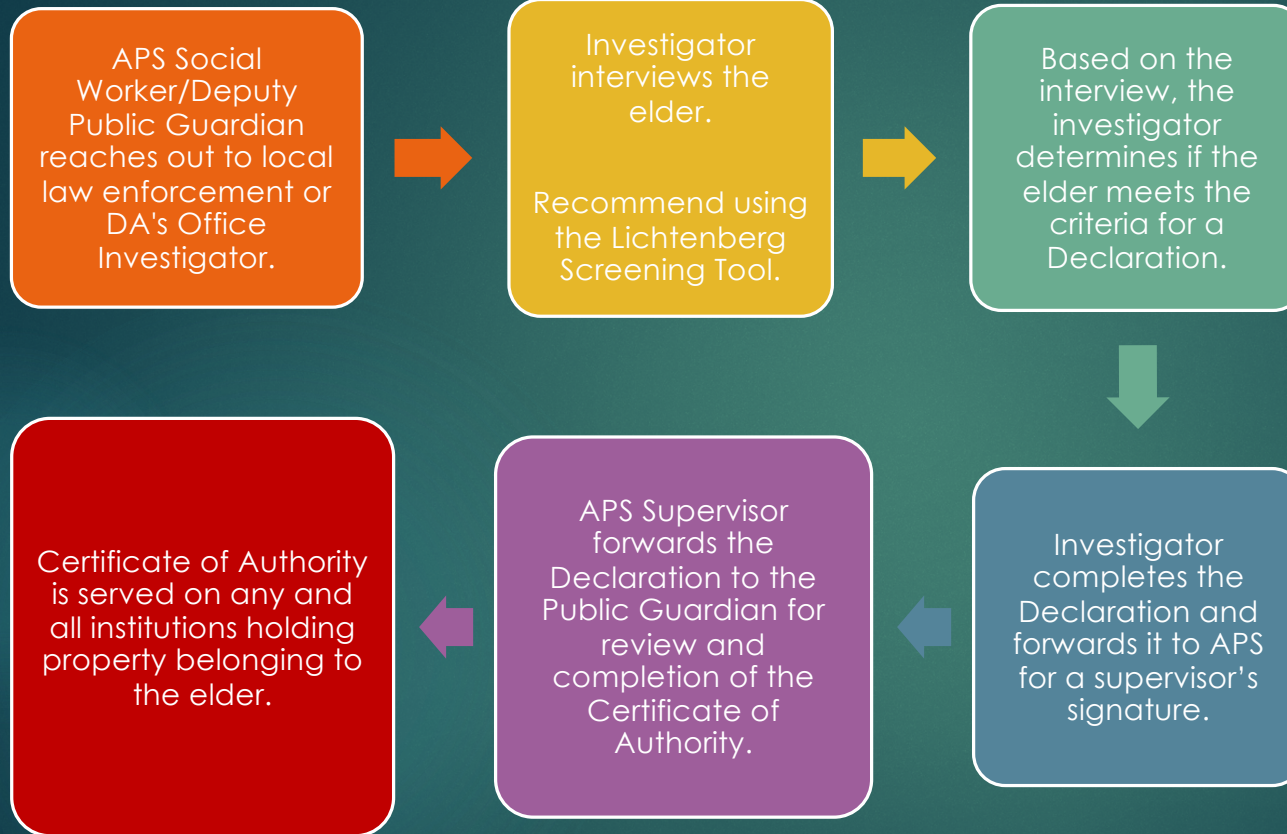 APS Social
Worker/Deputy
Public Guardian
reaches out to local
law enforcement or
DA's Office
Investigator.
Investigator
interviews the
elder.
Recommend using
the Lichtenberg
Screening Tool.
Based on the
interview, the
investigator
determines if the
elder meets the
criteria for a
Declaration.
Investigator
completes the
Declaration and
forwards it to APS
for a supervisor’s
signature.
APS Supervisor
forwards the
Declaration to the
Public Guardian for
review and
completion of the
Certificate of
Authority.
Certificate of Authority
is served on any and
all institutions holding
property belonging to
the elder.